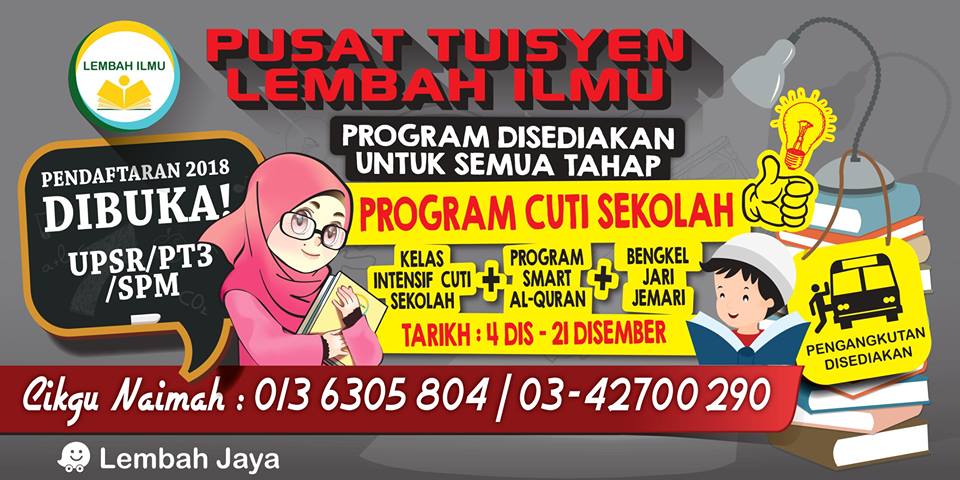 LEMBAH ILMU
PUSAT TUISYEN
LEMBAH ILMU
PROGRAM DISEDIAKAN
UNTUK SEMUA TAHAP
PENDAFTARAN 2018
DIBUKA!
UPSR/PT3
/SPM
PROGRAM CUTI SEKOLAH
KELAS
INTENSIF CUTI
SEKOLAH
+
PROGRAM
SMART
AL-QURAN
+
BENGKEL
JARI
JEMARI
TARIKH : 4 DIS - 21 DISEMBER
PENGANGKUTAN
DISEDIAKAN
Cikgu Naimah : 013 6305 804 / 03-42700 290
Lembah Jaya